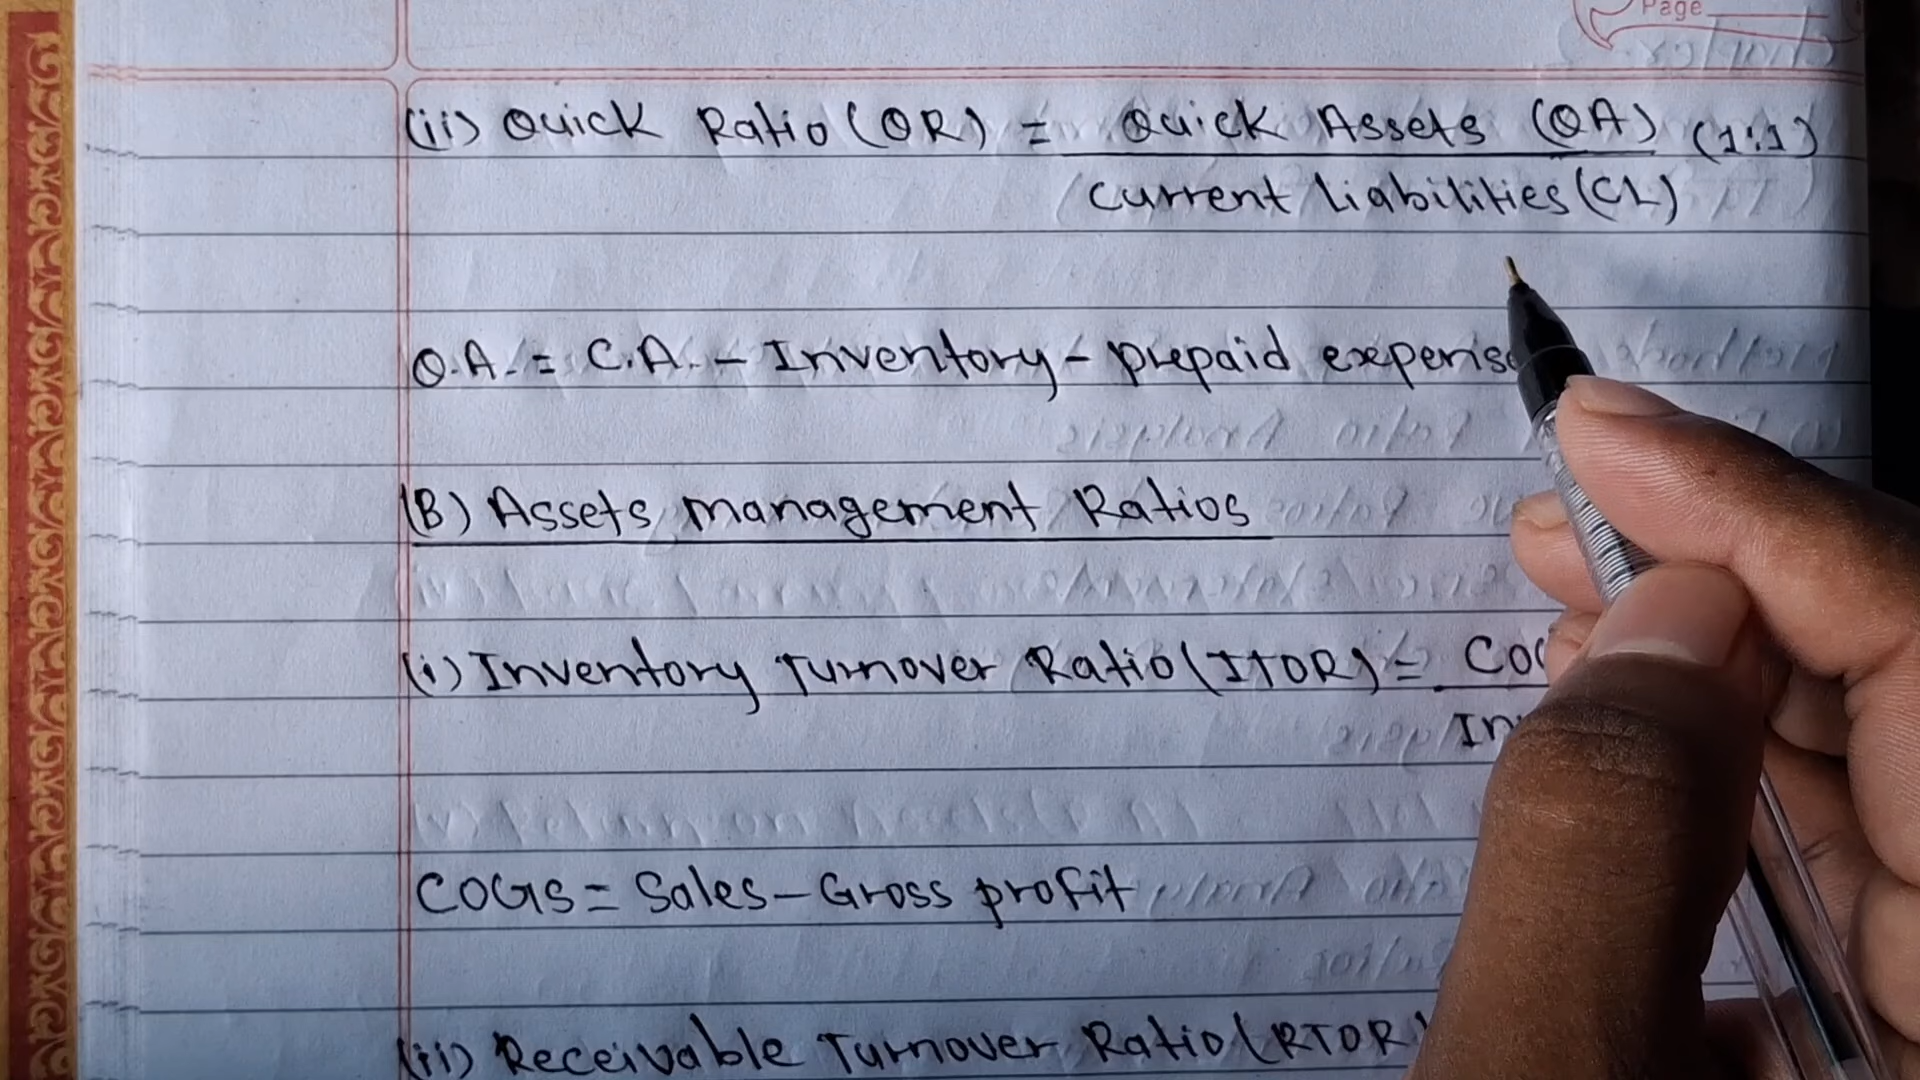 Page
(ii) Quick Ratio (QR) = Quick Assets (QA) (1:1)
Current Liabilities (CL)
Q.A. = C.A. - Inventory - prepaid expens
(B) Assets management Ratios
(i) Inventory Turnover Ratio (ITOR) = CO
In
COGS = Sales - Gross profit
(ii) Receivable Turnover Ratio (RTOR)